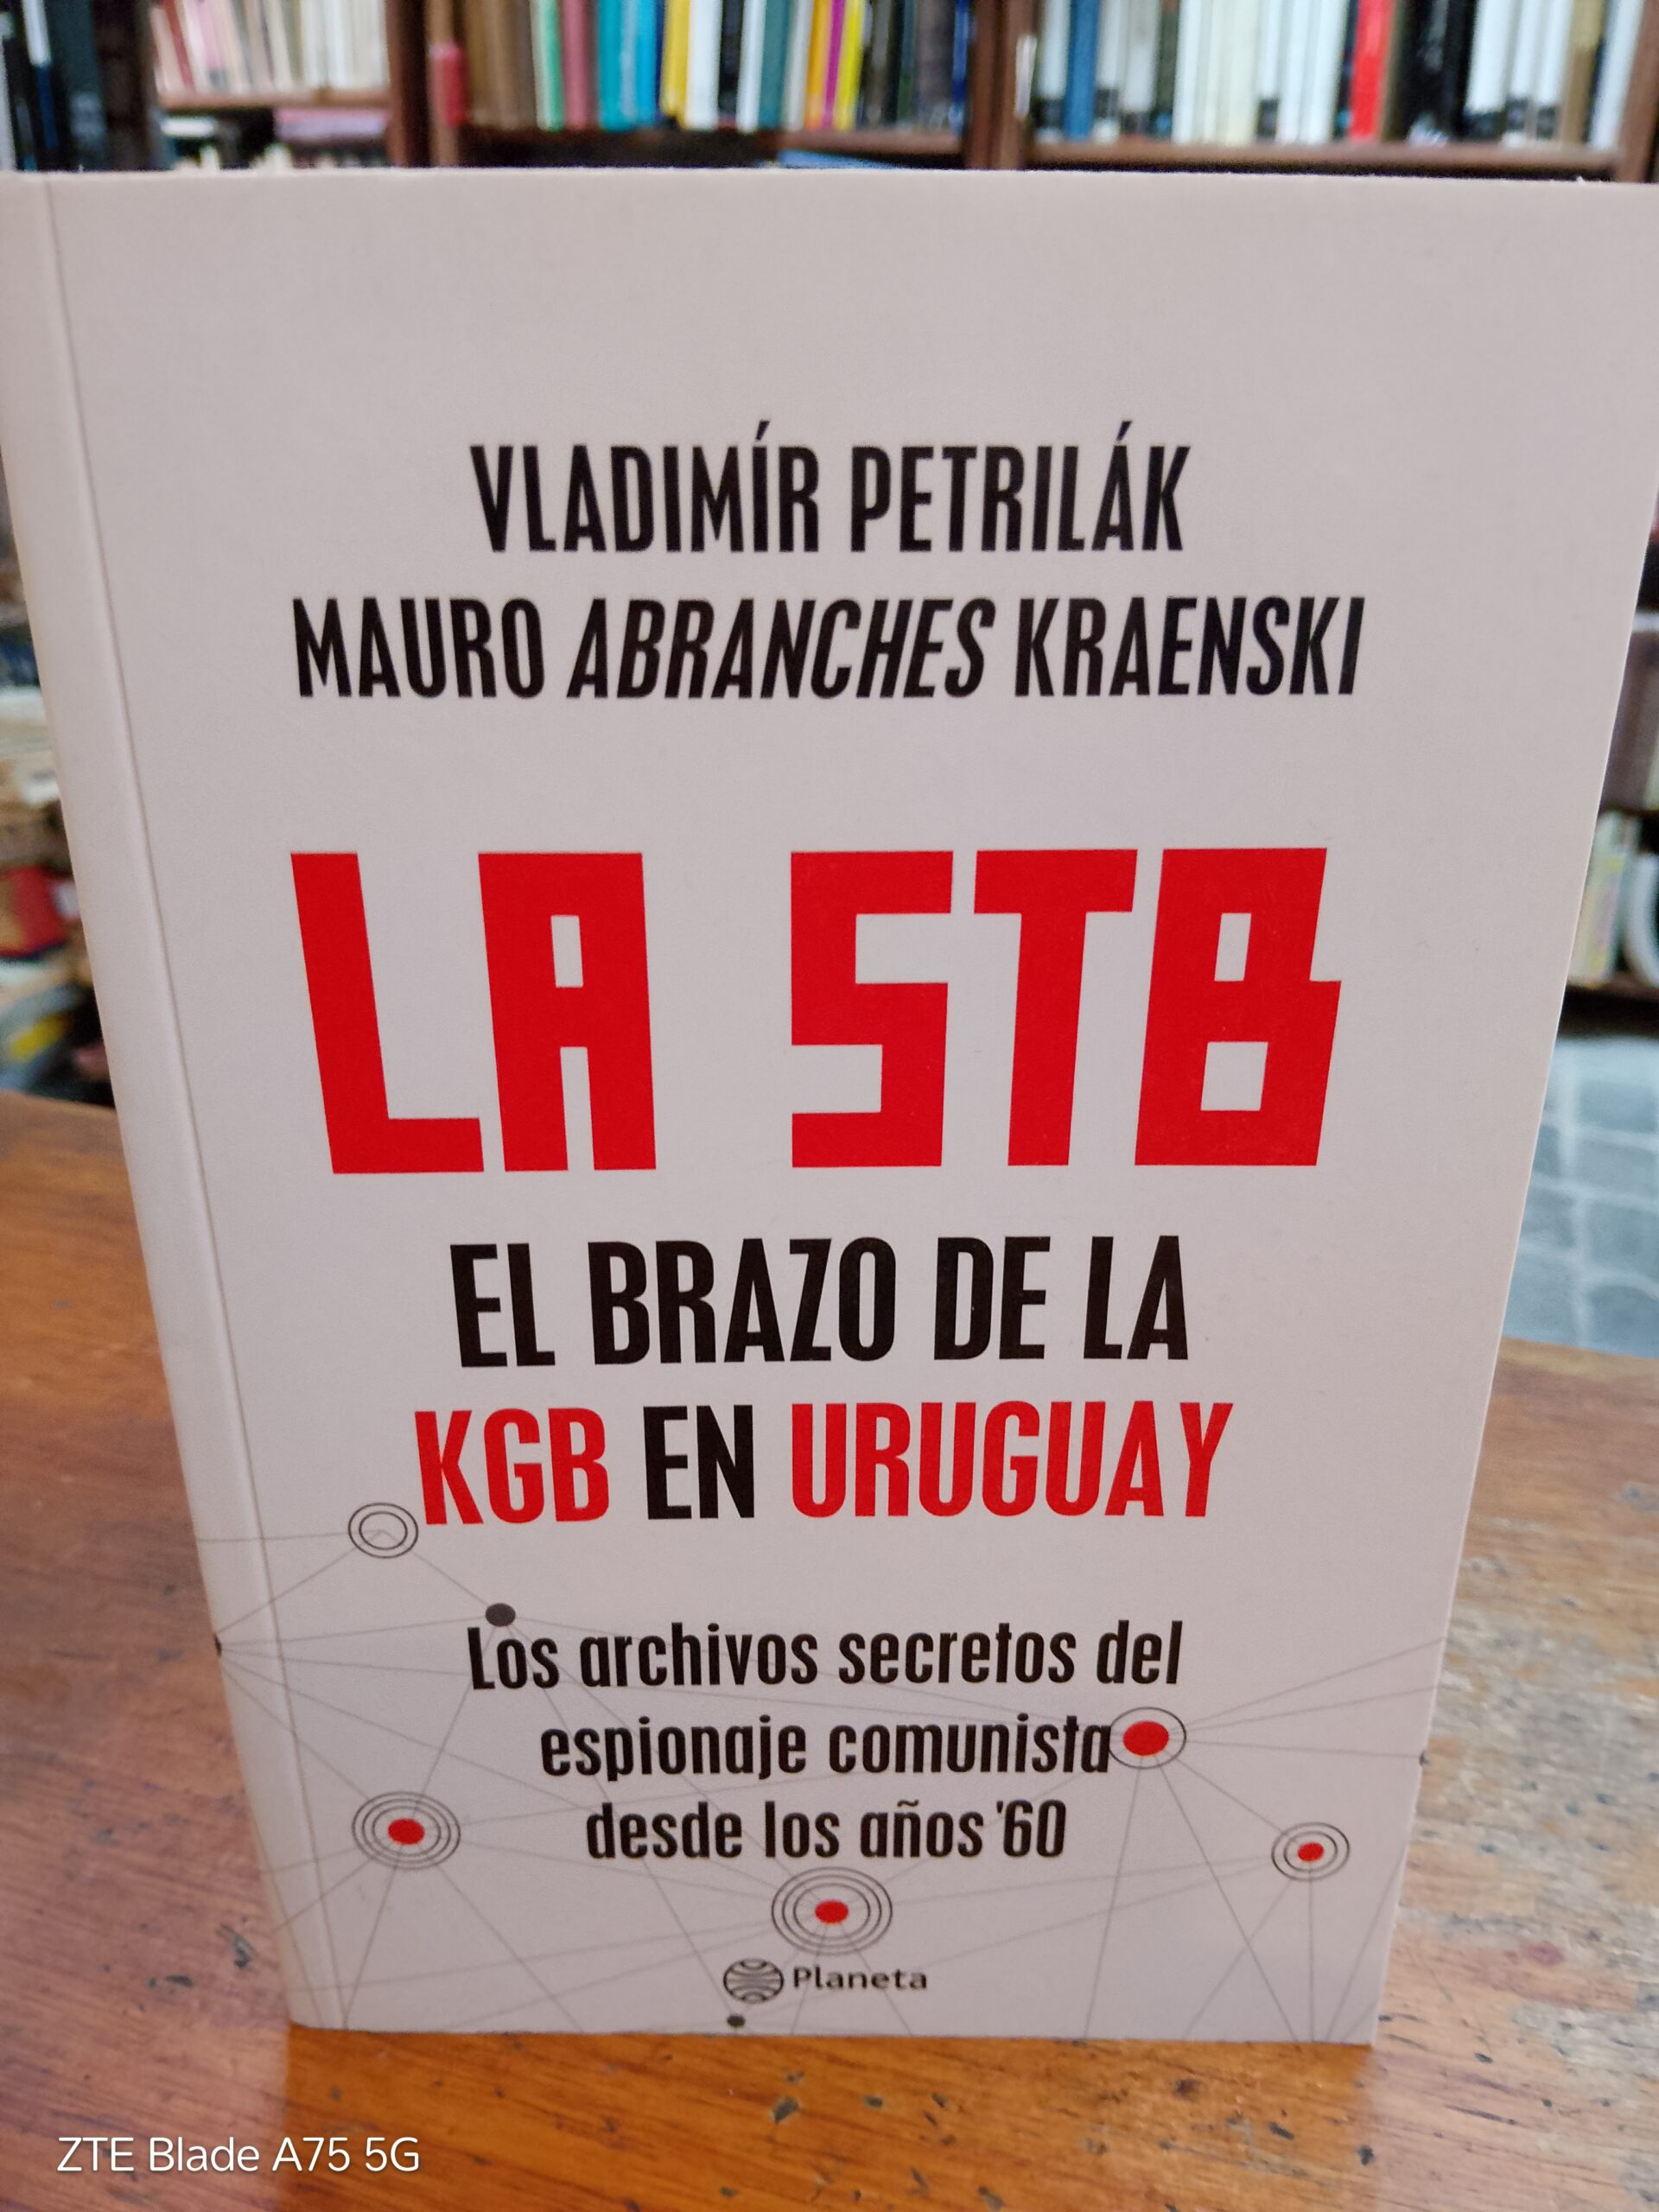 VLADIMÍR PETRILÁK
MAURO ABRANCHES KRAENSKI
LA STB
EL BRAZO DE LA
KGB EN URUGUAY
Los archivos secretos del
espionaje comunista
desde los años '60
Planeta
ZTE Blade A75 5G